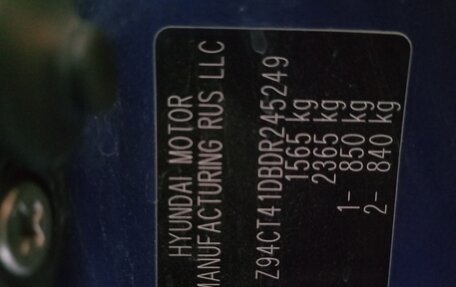 HYUNDAI MOTOR
MANUFACTURING RUS LLC
Z94CT41DBDR245249
1565 kg
2365 kg
1- 850 kg
2- 840 kg